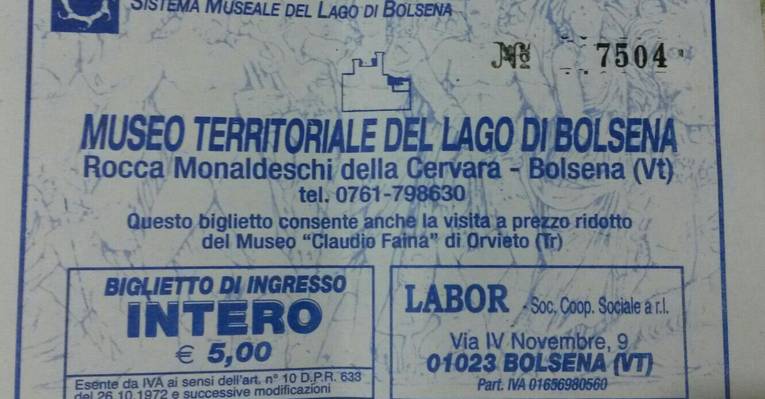 SISTEMA MUSEALE DEL LAGO DI BOLSENA
№ 7504
MUSEO TERRITORIALE DEL LAGO DI BOLSENA
Rocca Monaldeschi della Cervara - Bolsena (Vt)
tel. 0761-798630
Questo biglietto consente anche la visita a prezzo ridotto
del Museo "Claudio Faina" di Orvieto (Tr)
BIGLIETTO DI INGRESSO
INTERO
€ 5,00
Esente da IVA ai sensi dell'art. n° 10 D.P.R. 633
del 26.10.1972 e successive modificazioni
LABOR - Soc. Coop. Sociale a r.l.
Via IV Novembre, 9
01023 BOLSENA (VT)
Part. IVA 01656980560